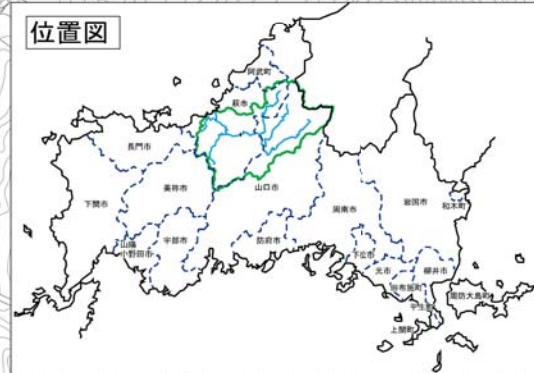 位置図
阿武町
萩市
長門市
美祢市
下関市
山口市
周南市
岩国市
和木町
山陽
小野田市
宇部市
防府市
下松市
光市
柳井市
田布施町
周防大島町
平生町
上関町